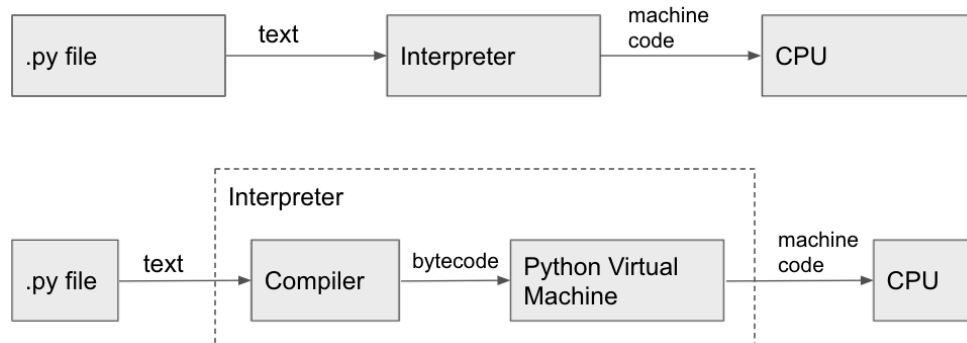 .py file
text
Interpreter
machine
code
CPU
Interpreter
.py file
text
Compiler
bytecode
Python Virtual
Machine
machine
code
CPU